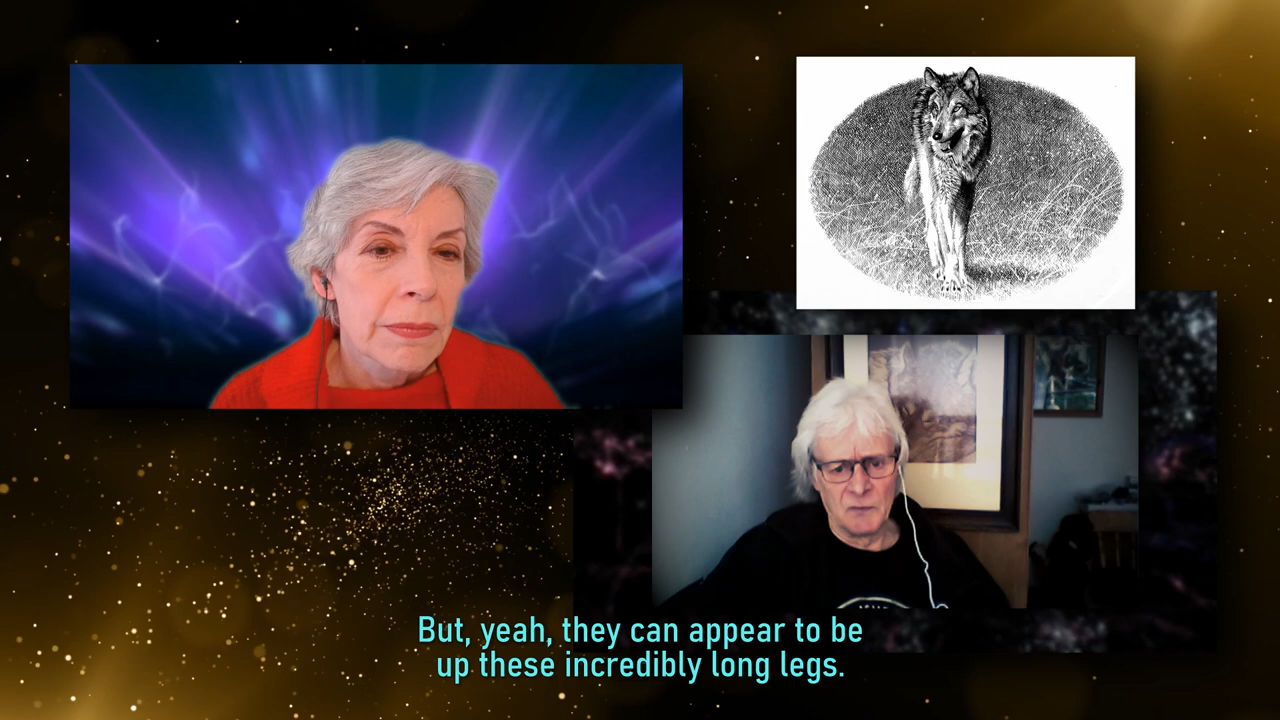 But, yeah, they can appear to be
up these incredibly long legs.